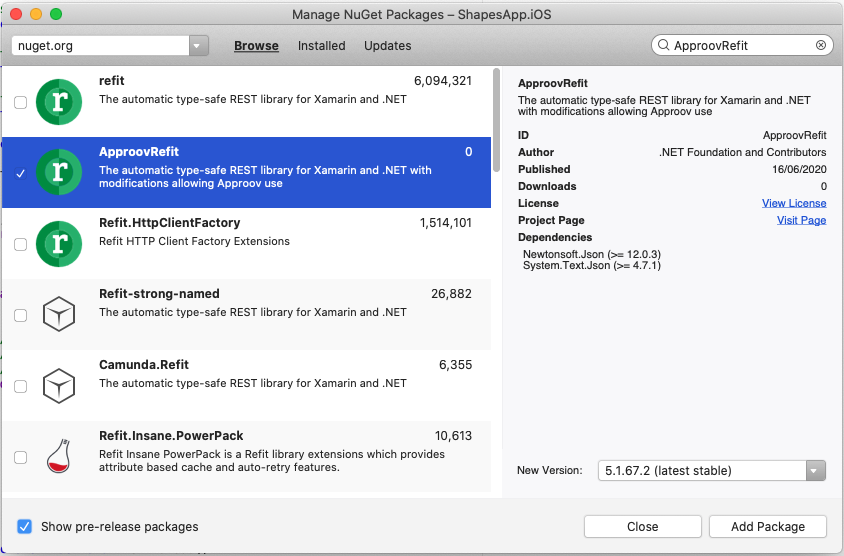 Manage NuGet Packages – ShapesApp.iOS
nuget.org
Browse
Installed
Updates
ApproovRefit
refit
6,094,321
The automatic type-safe REST library for Xamarin and .NET
ApproovRefit
0
The automatic type-safe REST library for Xamarin and .NET with
modifications allowing Approov use
Refit.HttpClientFactory
1,514,101
Refit HTTP Client Factory Extensions
Refit-strong-named
26,882
The automatic type-safe REST library for Xamarin and .NET
Camunda.Refit
6,355
The automatic type-safe REST library for Xamarin and .NET
Refit.Insane.PowerPack
10,613
Refit Insane PowerPack is a Refit library extensions which provides
attribute based cache and auto-retry features.
ApproovRefit
The automatic type-safe REST library for Xamarin and .NET
with modifications allowing Approov use
ID ApproovRefit
Author .NET Foundation and Contributors
Published 16/06/2020
Downloads 0
License View License
Project Page Visit Page
Dependencies
Newtonsoft.Json (>= 12.0.3)
System.Text.Json (>= 4.7.1)
New Version: 5.1.67.2 (latest stable)
Show pre-release packages
Close
Add Package